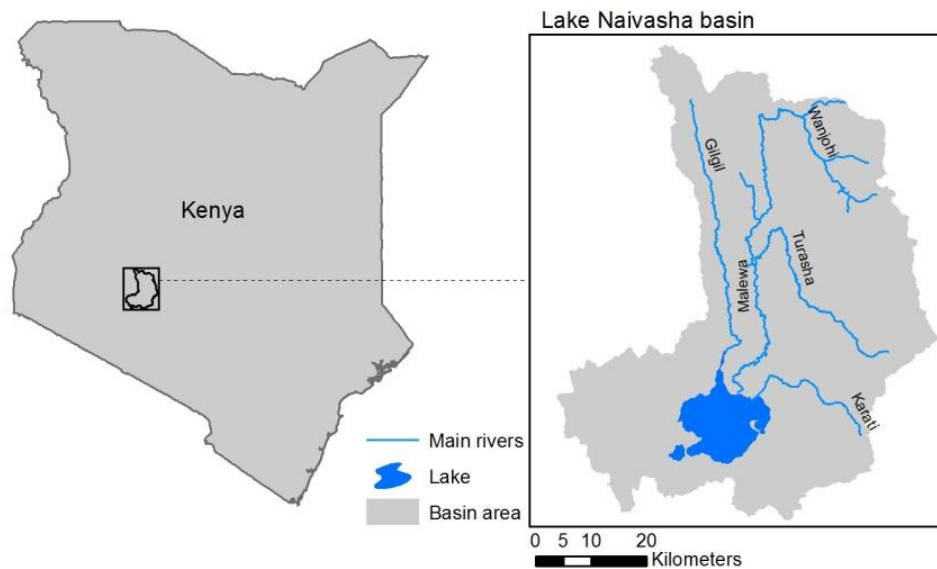 Lake Naivasha basin
Kenya
Gilgil
Wanjohi
Malewa
Turasha
Karati
Main rivers
Lake
Basin area
0 5 10 20
Kilometers